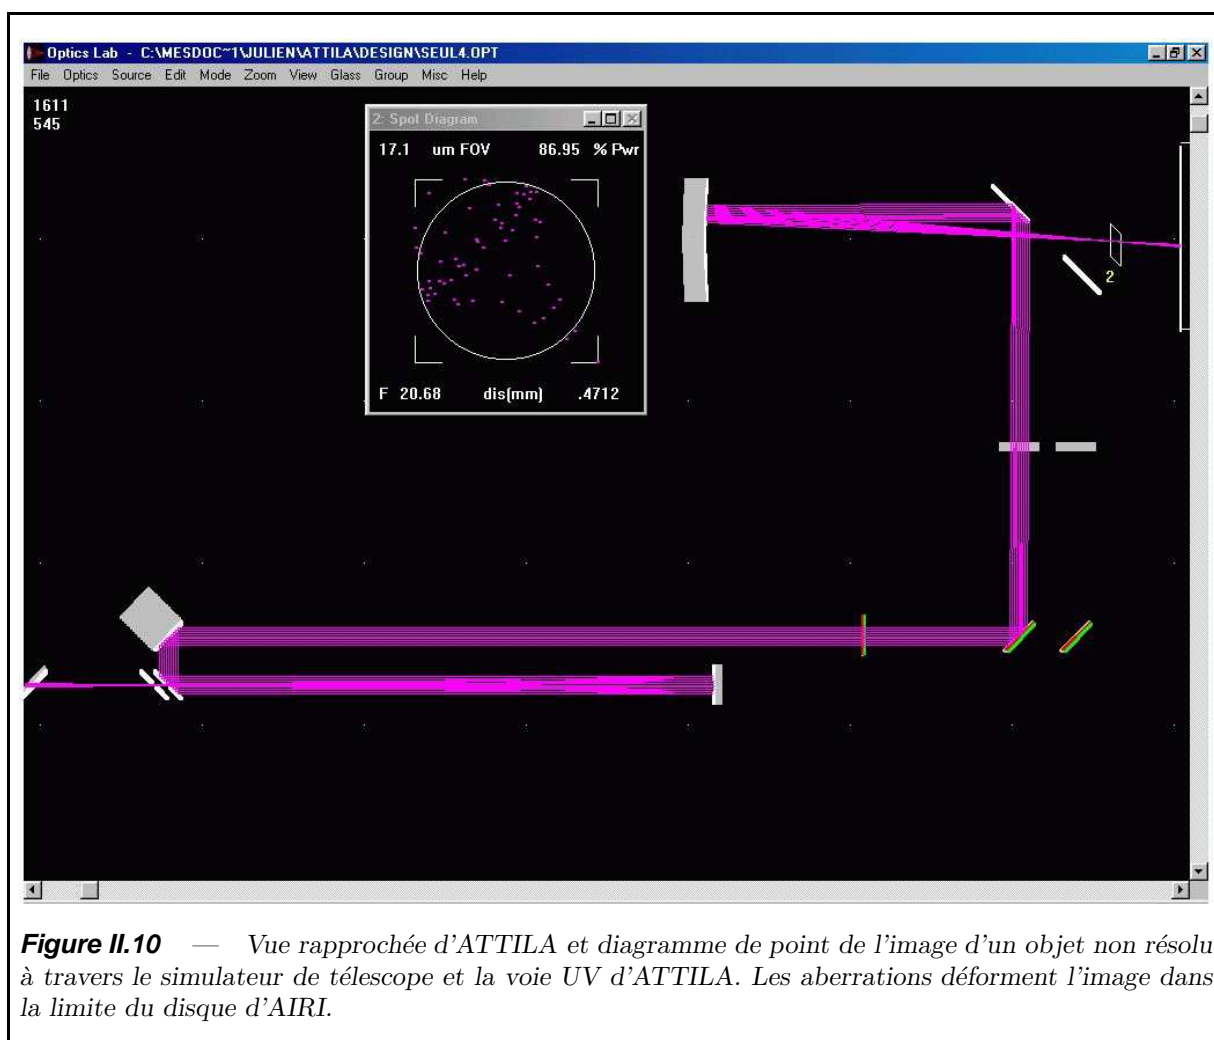 Optics Lab - C:\MESDOC~1\JULIEN\ATTILA\DESIGN\SEUL4.OPT
File Optics Source Edit Mode Zoom View Glass Group Misc Help
1611
545
2: Spot Diagram
17.1 um FOV 86.95 % Pwr
F 20.68 dis(mm) .4712
2
Figure II.10 — Vue rapprochée d'ATTILA et diagramme de point de l'image d'un objet non résolu
à travers le simulateur de télescope et la voie UV d'ATTILA. Les aberrations déforment l'image dans
la limite du disque d'AIRI.